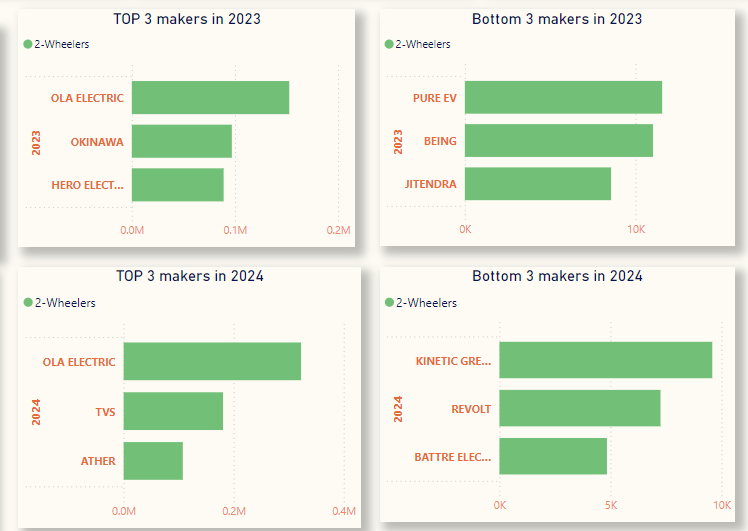 TOP 3 makers in 2023
2-Wheelers
2023
OLA ELECTRIC
OKINAWA
HERO ELECT...
0.0M 0.1M 0.2M
Bottom 3 makers in 2023
2-Wheelers
2023
PURE EV
BEING
JITENDRA
0K 10K
TOP 3 makers in 2024
2-Wheelers
2024
OLA ELECTRIC
TVS
ATHER
0.0M 0.2M 0.4M
Bottom 3 makers in 2024
2-Wheelers
2024
KINETIC GRE...
REVOLT
BATTRE ELEC...
0K 5K 10K